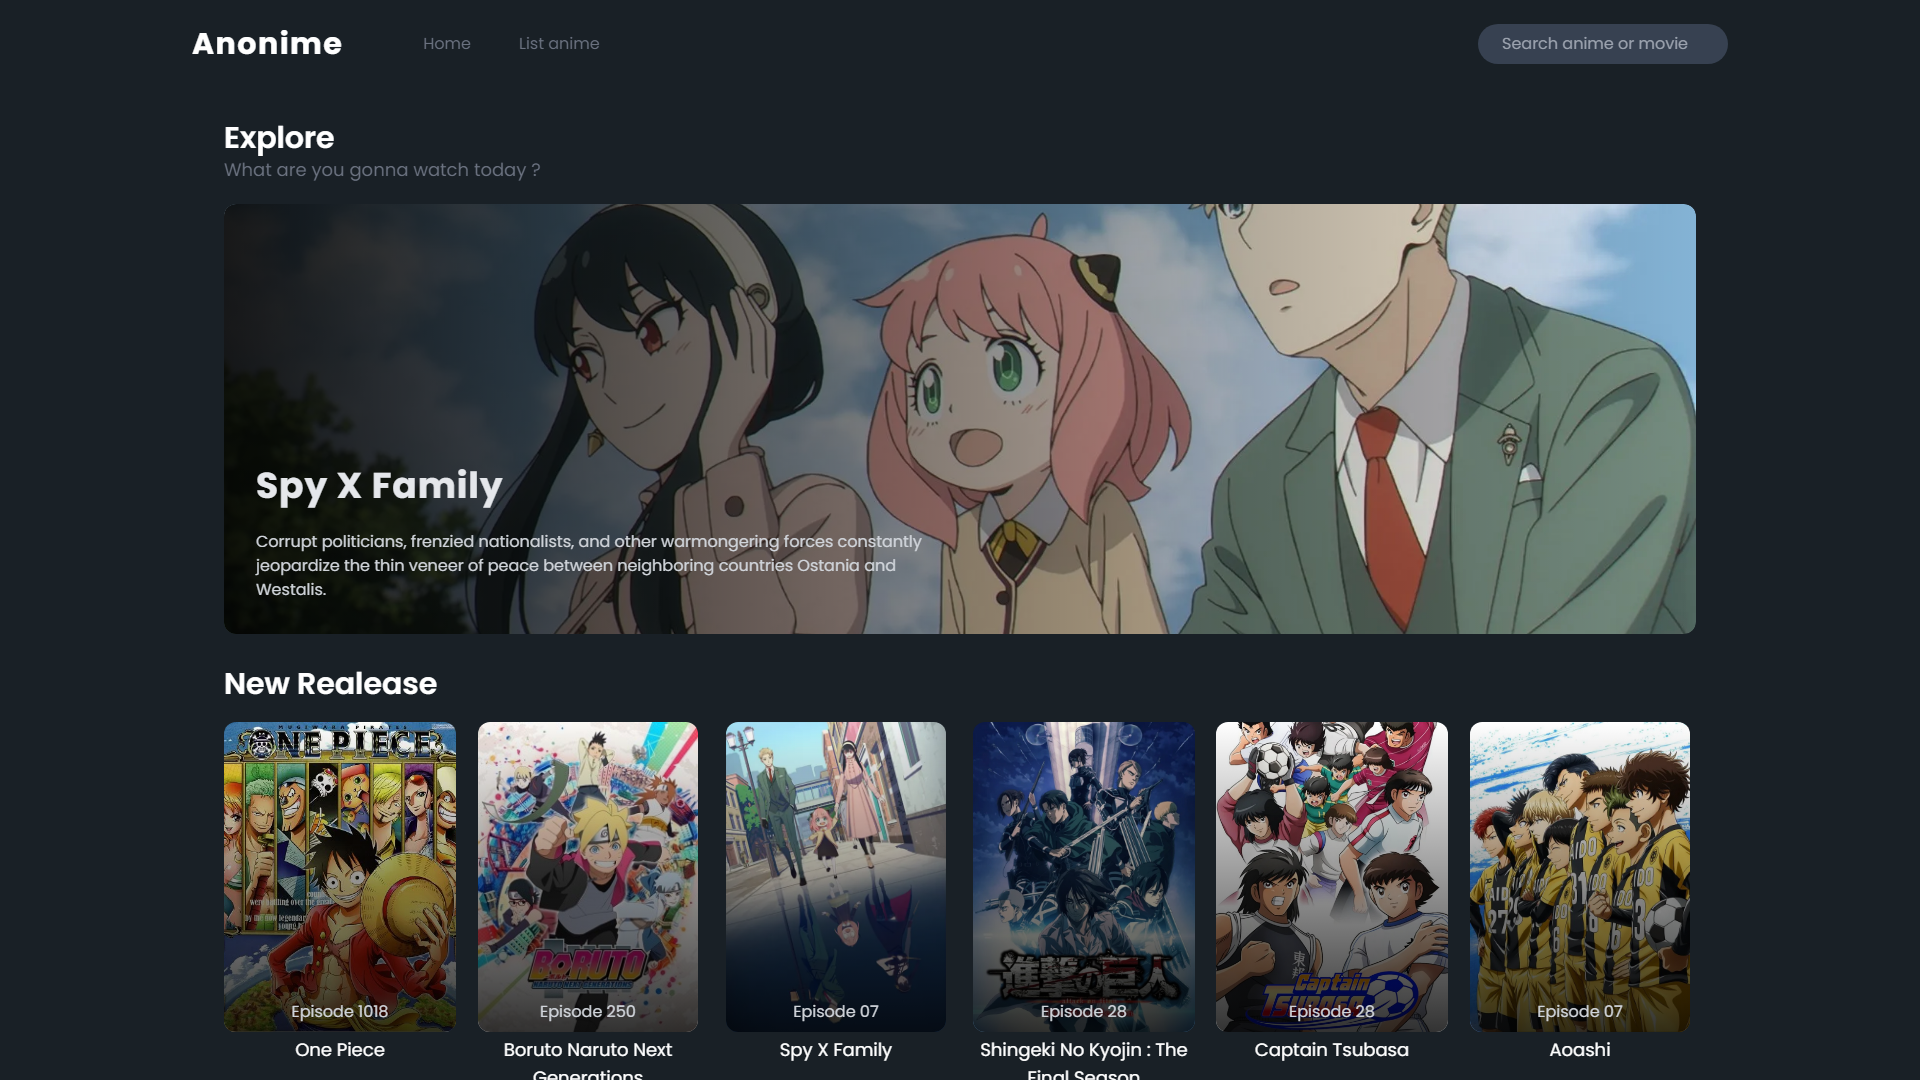 Anonime
Home
List anime
Search anime or movie
Explore
What are you gonna watch today ?
Spy X Family
Corrupt politicians, frenzied nationalists, and other warmongering forces constantly
jeopardize the thin veneer of peace between neighboring countries Ostania and
Westalis.
New Realease
ONE PIECE
BORUTO
NARUTO NEXT GENERATIONS
進撃の巨人
Captain
Tsubasa
Episode 1018
Episode 250
Episode 07
Episode 28
Episode 28
Episode 07
One Piece
Boruto Naruto Next
Generations
Spy X Family
Shingeki No Kyojin : The
Final Season
Captain Tsubasa
Aoashi